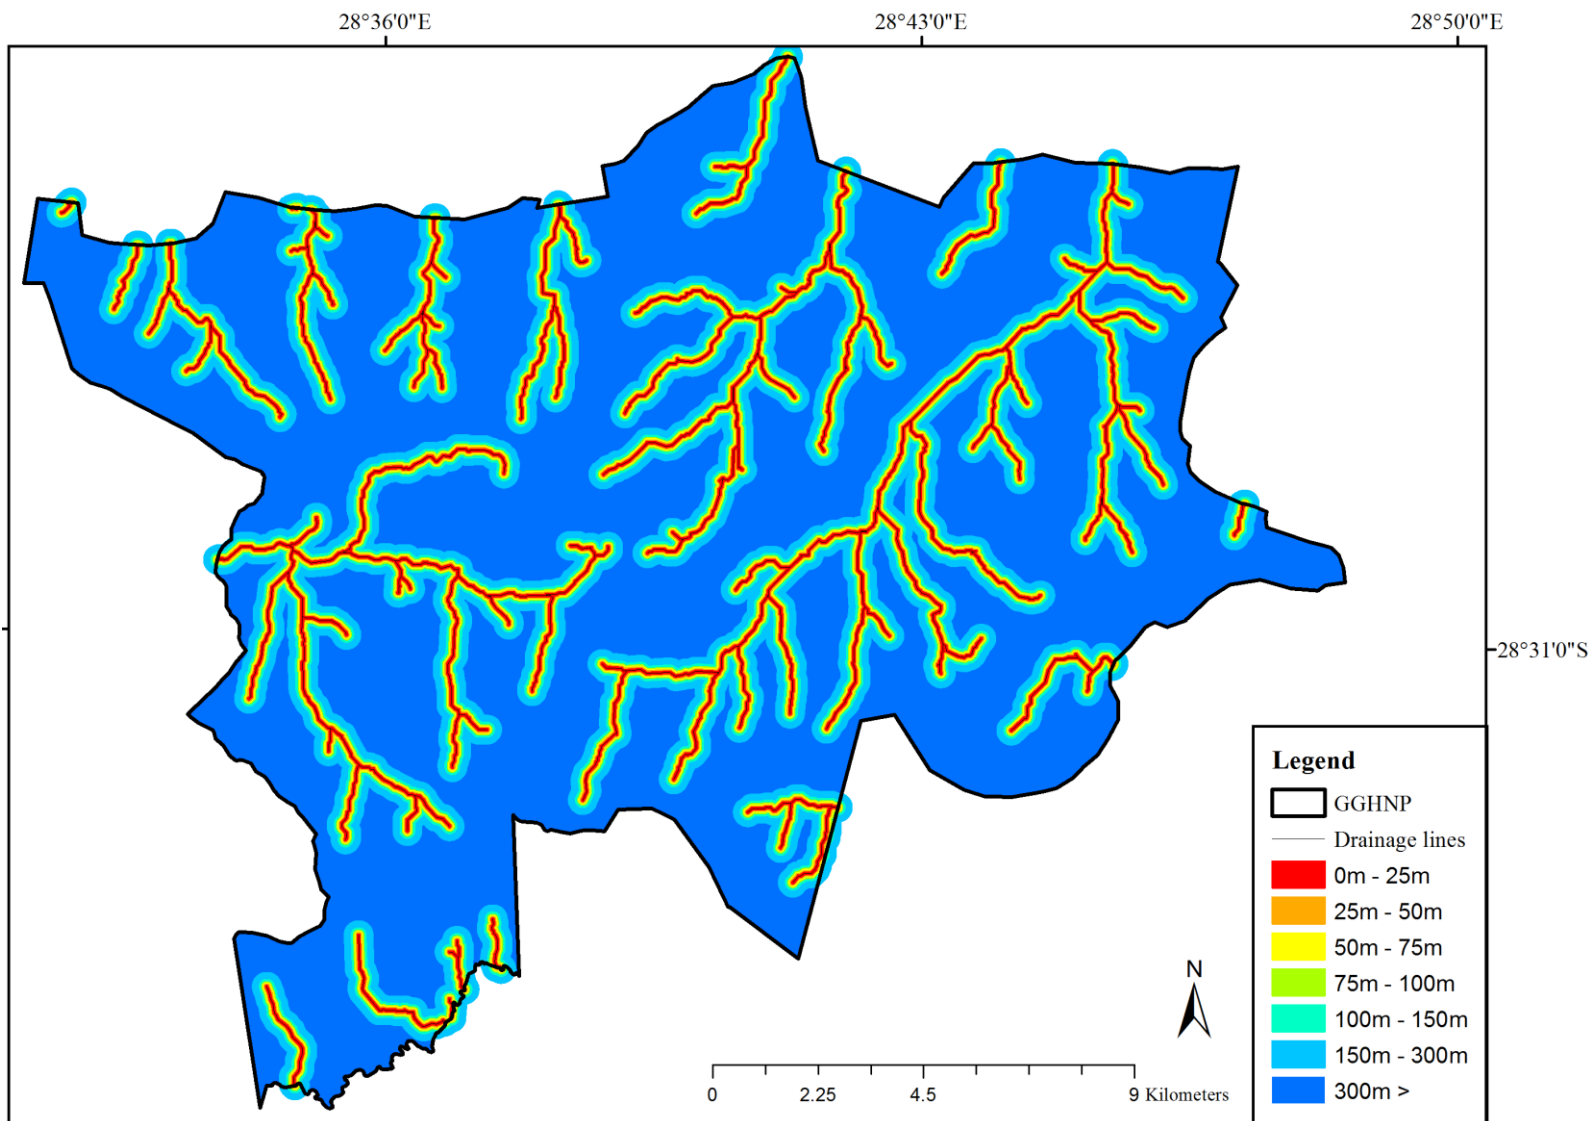 28°36'0"E
28°43'0"E
28°50'0"E
28°31'0"S
Legend
GGHNP
Drainage lines
0m - 25m
25m - 50m
50m - 75m
75m - 100m
100m - 150m
150m - 300m
300m >
N
0 2.25 4.5 9 Kilometers